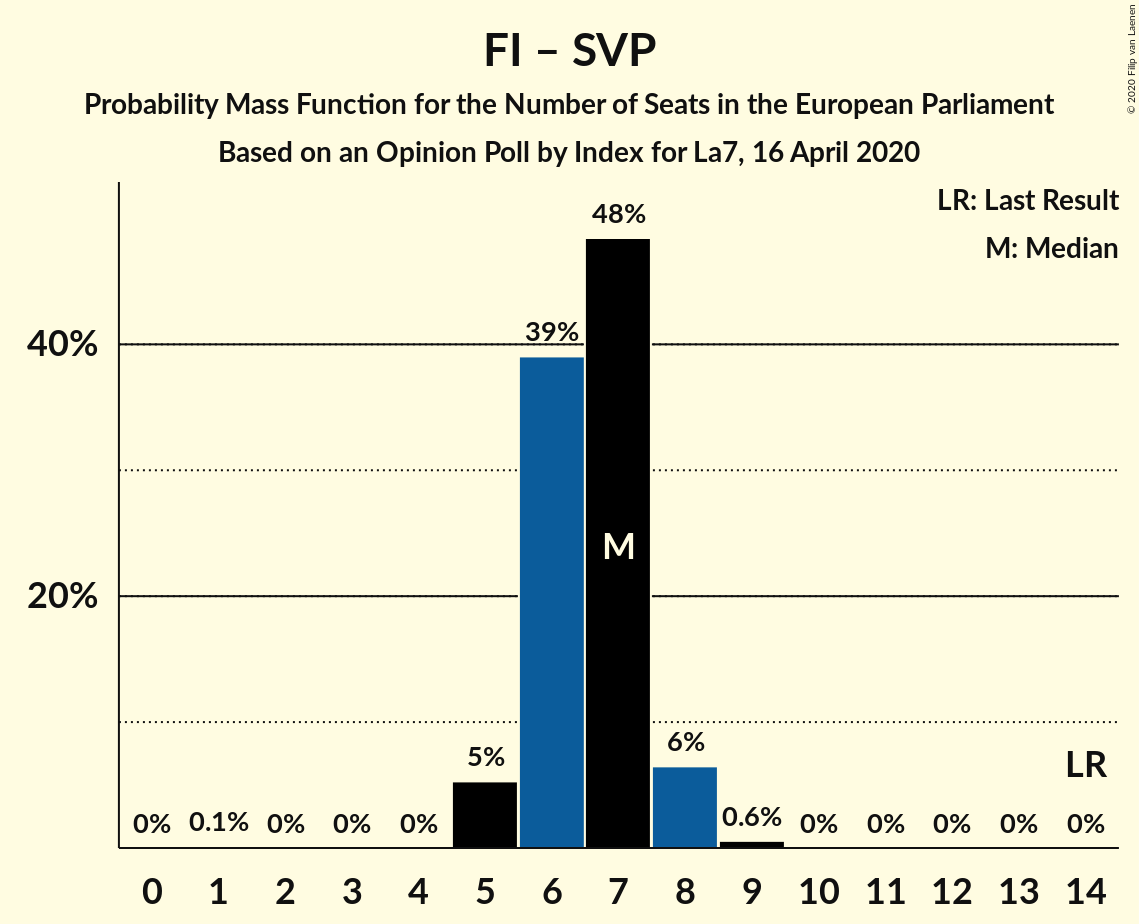 FI – SVP
Probability Mass Function for the Number of Seats in the European Parliament
Based on an Opinion Poll by Index for La7, 16 April 2020
© 2020 Filip van Laenen
LR: Last Result
M: Median
48%
39%
40%
M
20%
6%
5%
LR
0% 0.1% 0% 0% 0% 0.6% 0% 0% 0% 0% 0%
0 1 2 3 4 5 6 7 8 9 10 11 12 13 14